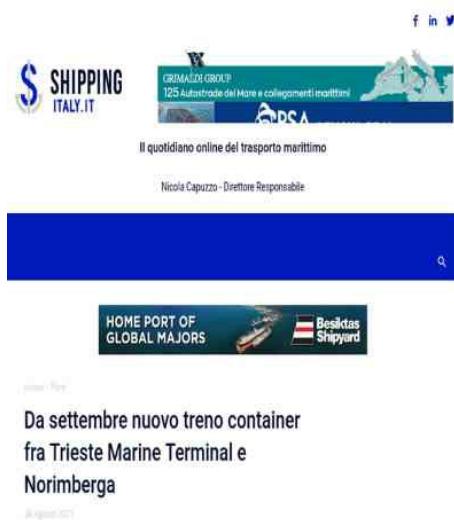 f in
SHIPPING
ITALY.IT
GRIMALDI GROUP
125 Autostrade del Mare e collegamenti marittimi
PSA
Il quotidiano online del trasporto marittimo
Nicola Capuzzo - Direttore Responsabile
HOME PORT OF
GLOBAL MAJORS
Besiktas
Shipyard
Da settembre nuovo treno container
fra Trieste Marine Terminal e
Norimberga